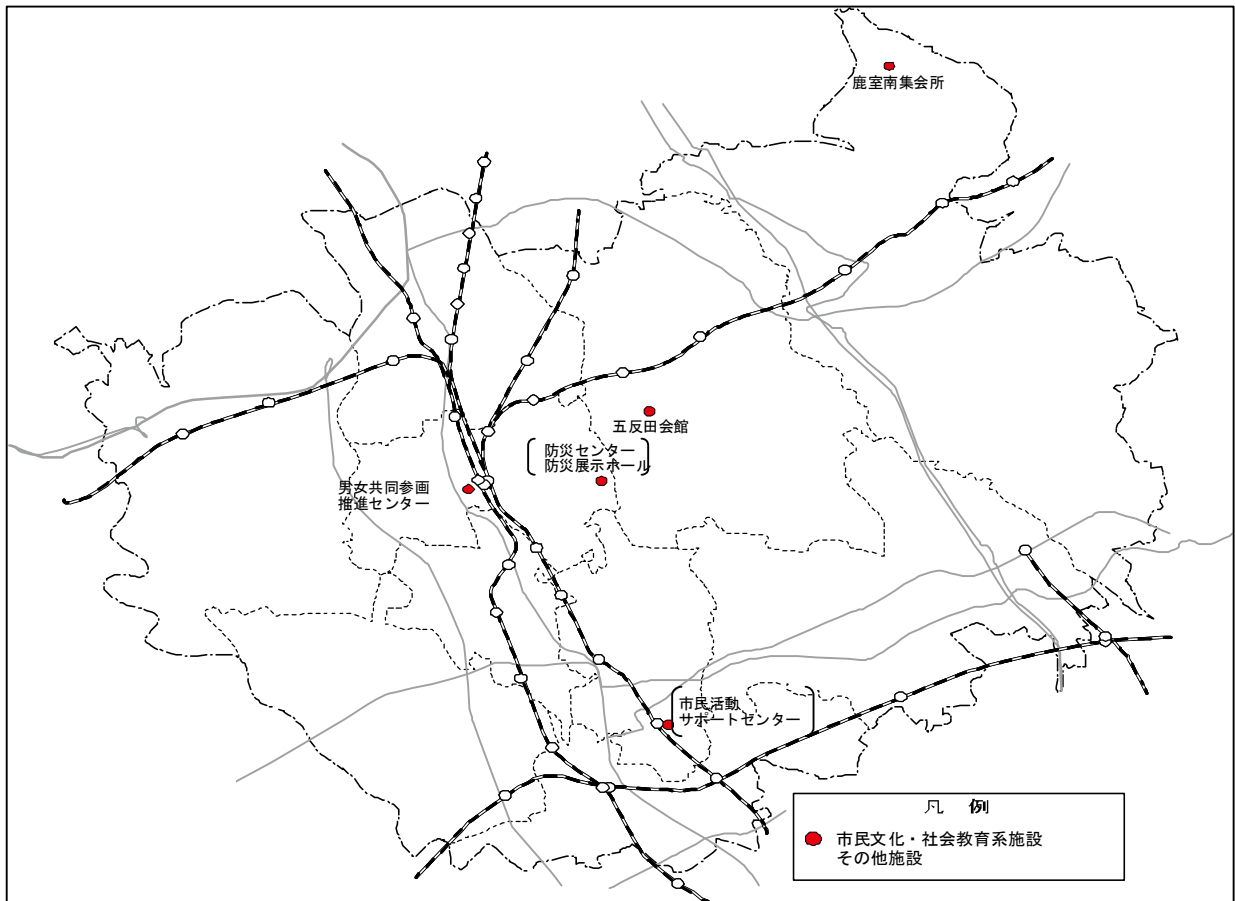 鹿室南集会所
五反田会館
防災センター
防災展示ホール
男女共同参画
推進センター
市民活動
サポートセンター
凡 例
市民文化・社会教育系施設
その他施設